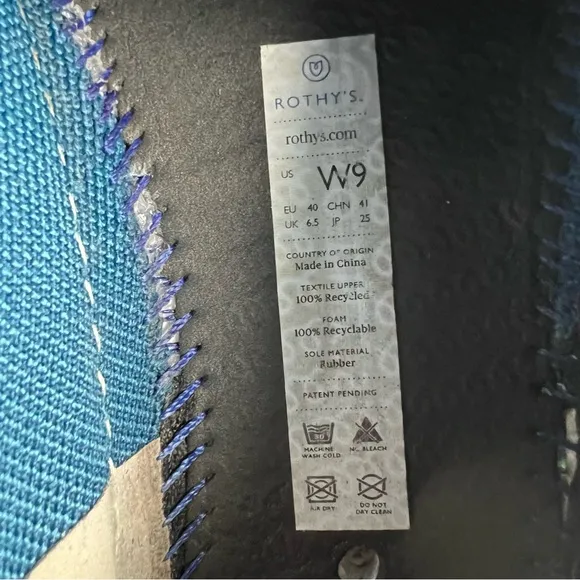 ROTHY'S®
rothys.com
US W9
EU 40 CHN 41
UK 6.5 JP 25
COUNTRY OF ORIGIN
Made in China
TEXTILE UPPER
100% Recycled
FOAM
100% Recyclable
SOLE MATERIAL
Rubber
PATENT PENDING
30
MACHINE WASH COLD
NO BLEACH
AIR DRY
DO NOT DRY CLEAN